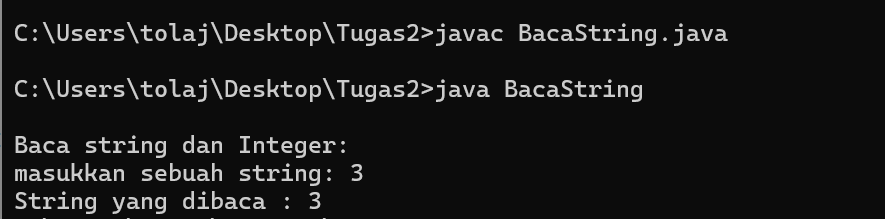 C:\Users\tolaj\Desktop\Tugas2>javac BacaString.java
C:\Users\tolaj\Desktop\Tugas2>java BacaString
Baca string dan Integer:
masukkan sebuah string: 3
String yang dibaca : 3